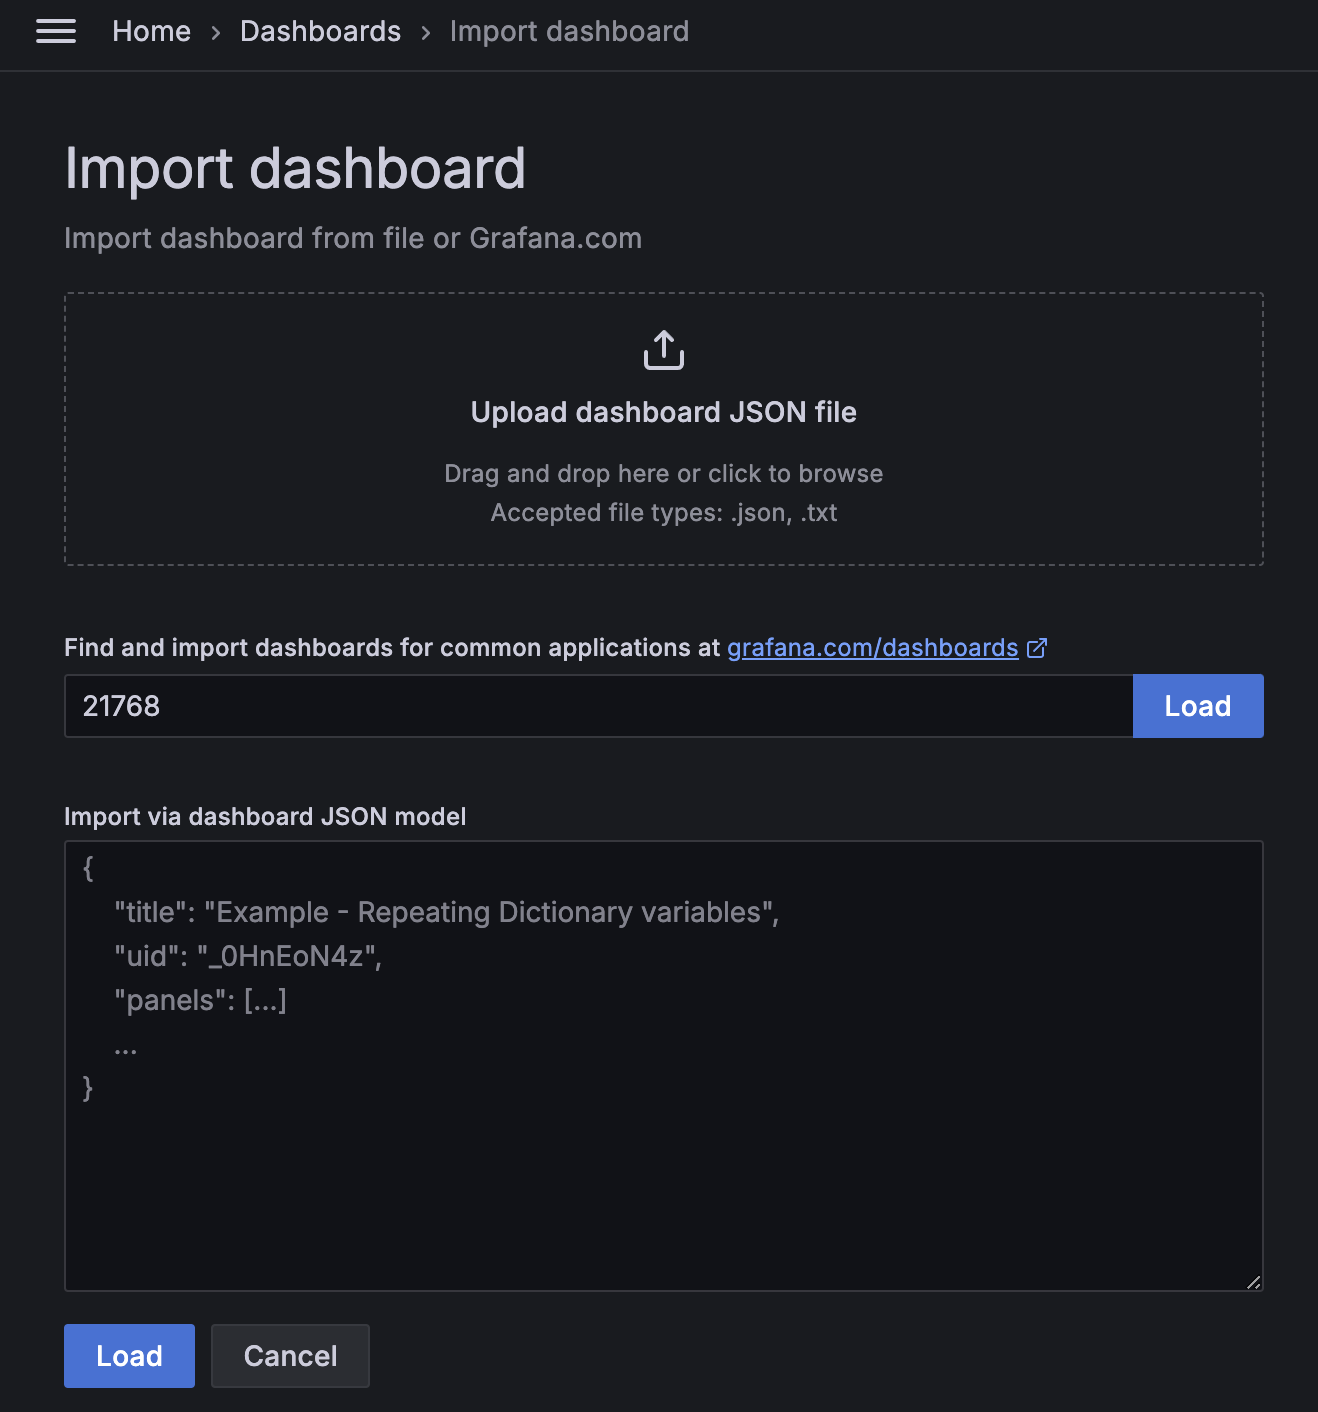 Home › Dashboards › Import dashboard
Import dashboard
Import dashboard from file or Grafana.com
Upload dashboard JSON file
Drag and drop here or click to browse
Accepted file types: .json, .txt
Find and import dashboards for common applications at grafana.com/dashboards
21768 Load
Import via dashboard JSON model
{
"title": "Example - Repeating Dictionary variables",
"uid": "_0HnEoN4z",
"panels": [...]
...
}
Load Cancel